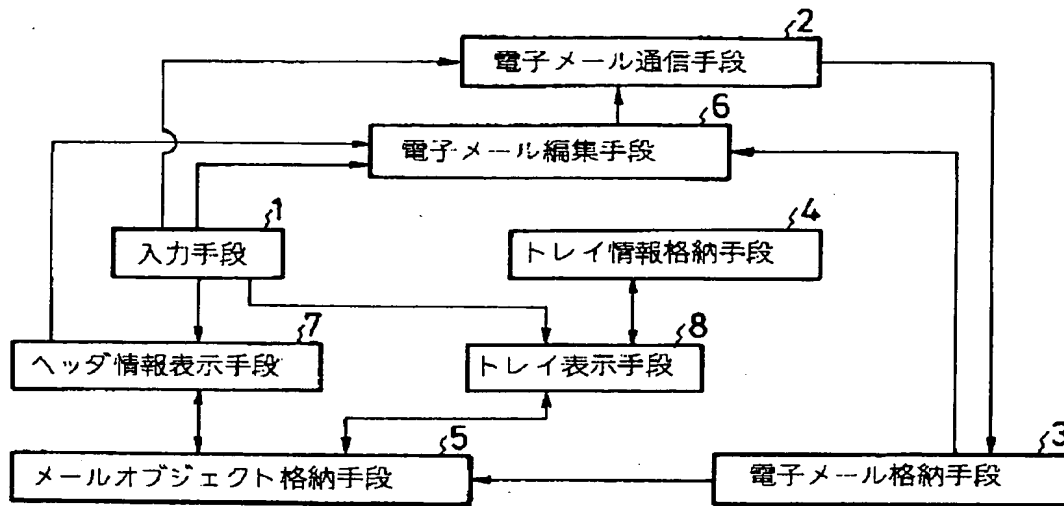 2
電子メール通信手段
6
電子メール編集手段
1
入力手段
4
トレイ情報格納手段
7
ヘッダ情報表示手段
8
トレイ表示手段
5
メールオブジェクト格納手段
3
電子メール格納手段